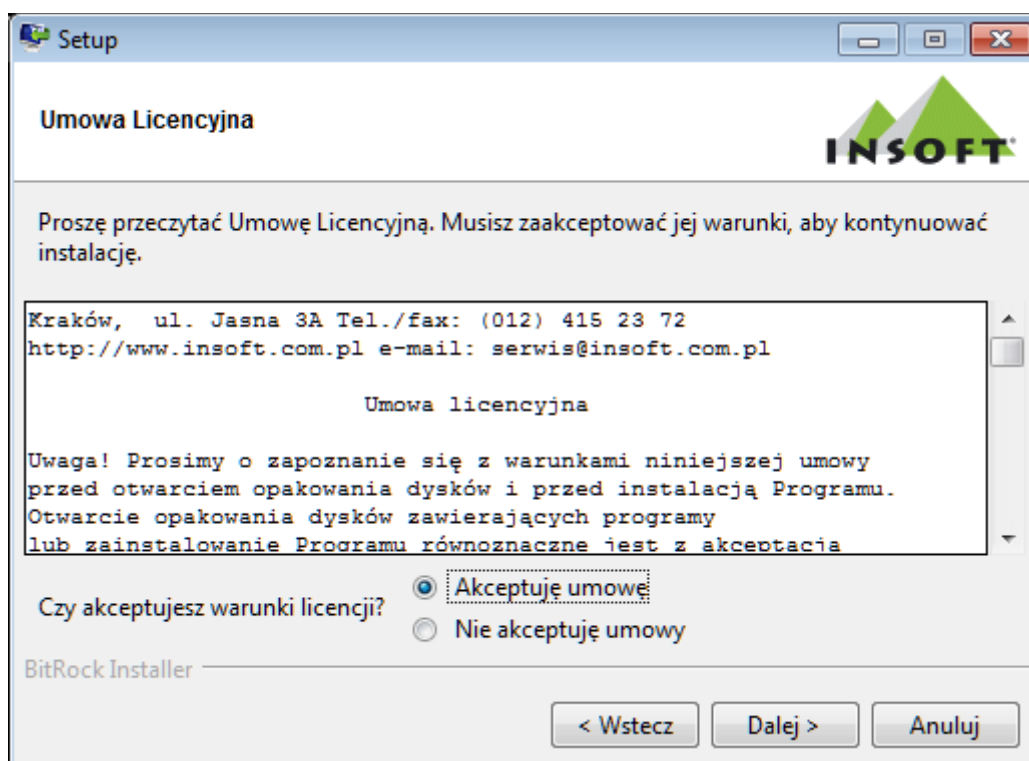 Setup
Umowa Licencyjna
INSOFT
Proszę przeczytać Umowę Licencyjną. Musisz zaakceptować jej warunki, aby kontynuować
instalację.
Kraków,  ul. Jasna 3A Tel./fax: (012) 415 23 72
http://www.insoft.com.pl e-mail: serwis@insoft.com.pl
Umowa licencyjna
Uwaga! Prosimy o zapoznanie się z warunkami niniejszej umowy
przed otwarciem opakowania dysków i przed instalacją Programu.
Otwarcie opakowania dysków zawierających programy
lub zainstalowanie Programu równoznaczne jest z akceptacją
Czy akceptujesz warunki licencji?
Akceptuję umowę
Nie akceptuję umowy
BitRock Installer
< Wstecz
Dalej >
Anuluj